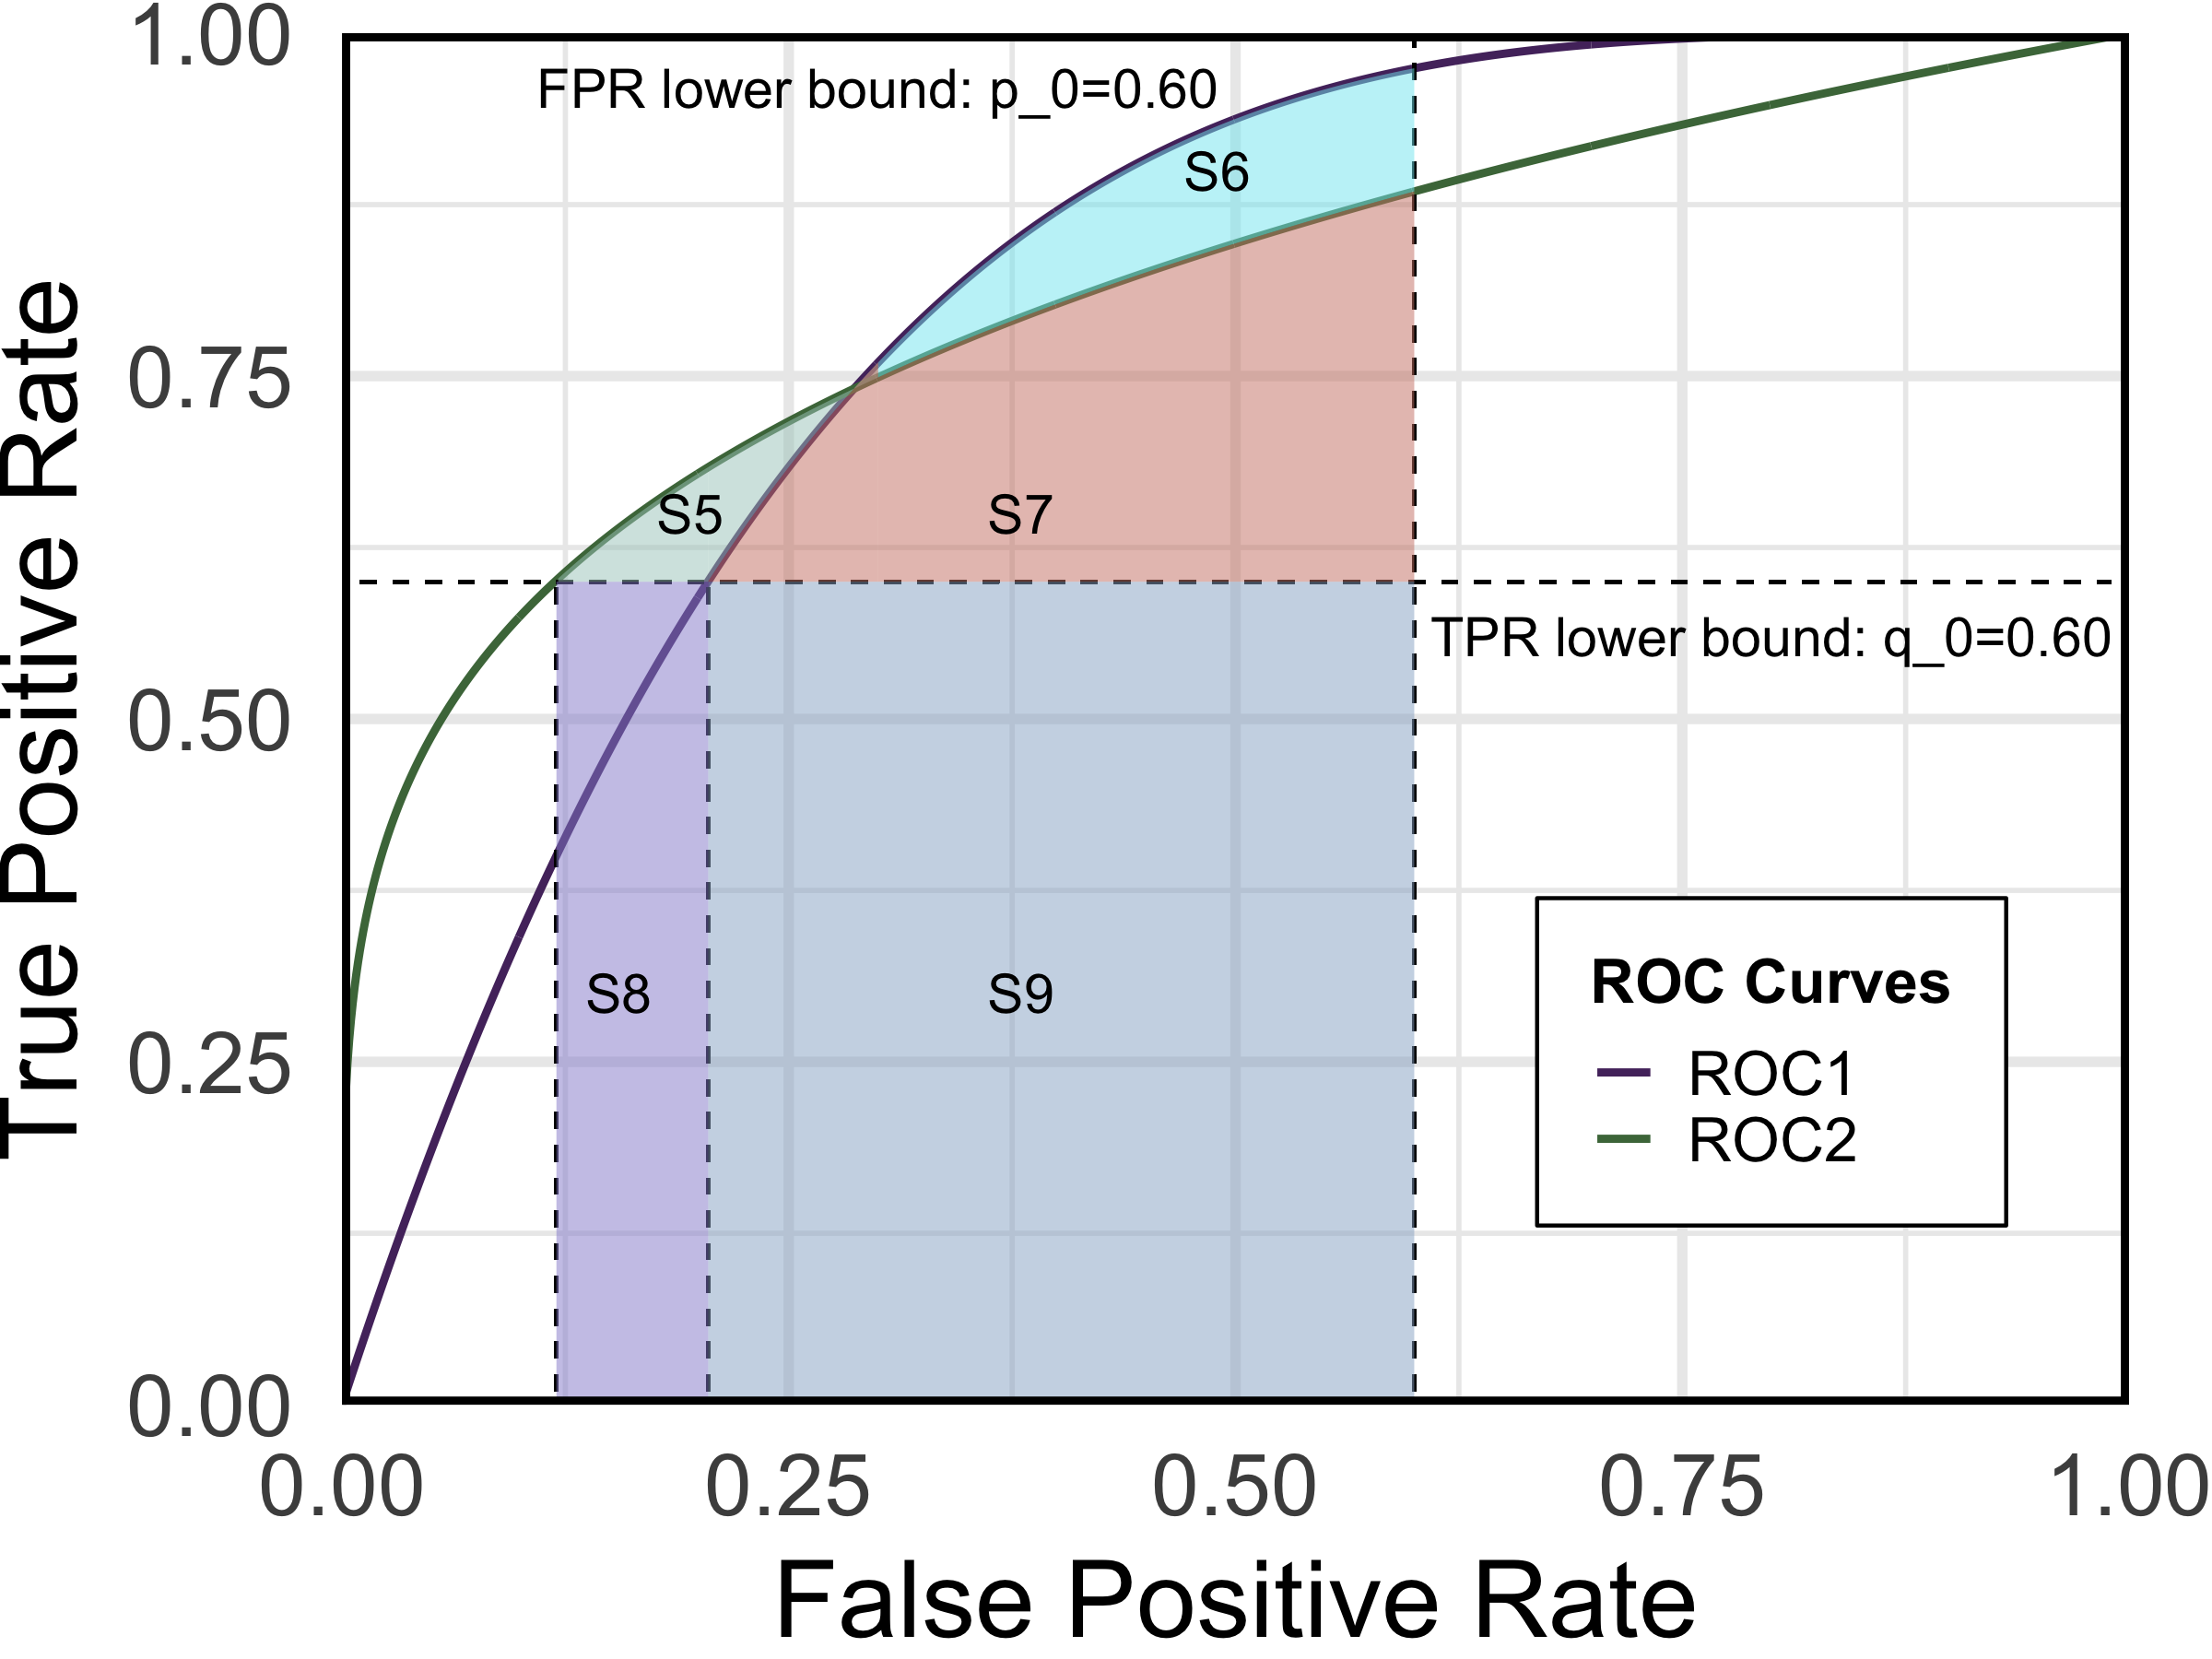 1.00
0.75
0.50
0.25
0.00
True Positive Rate
FPR lower bound: p_0=0.60
S6
S5
S7
TPR lower bound: q_0=0.60
S8
S9
ROC Curves
ROC1
ROC2
0.00 0.25 0.50 0.75 1.00
False Positive Rate